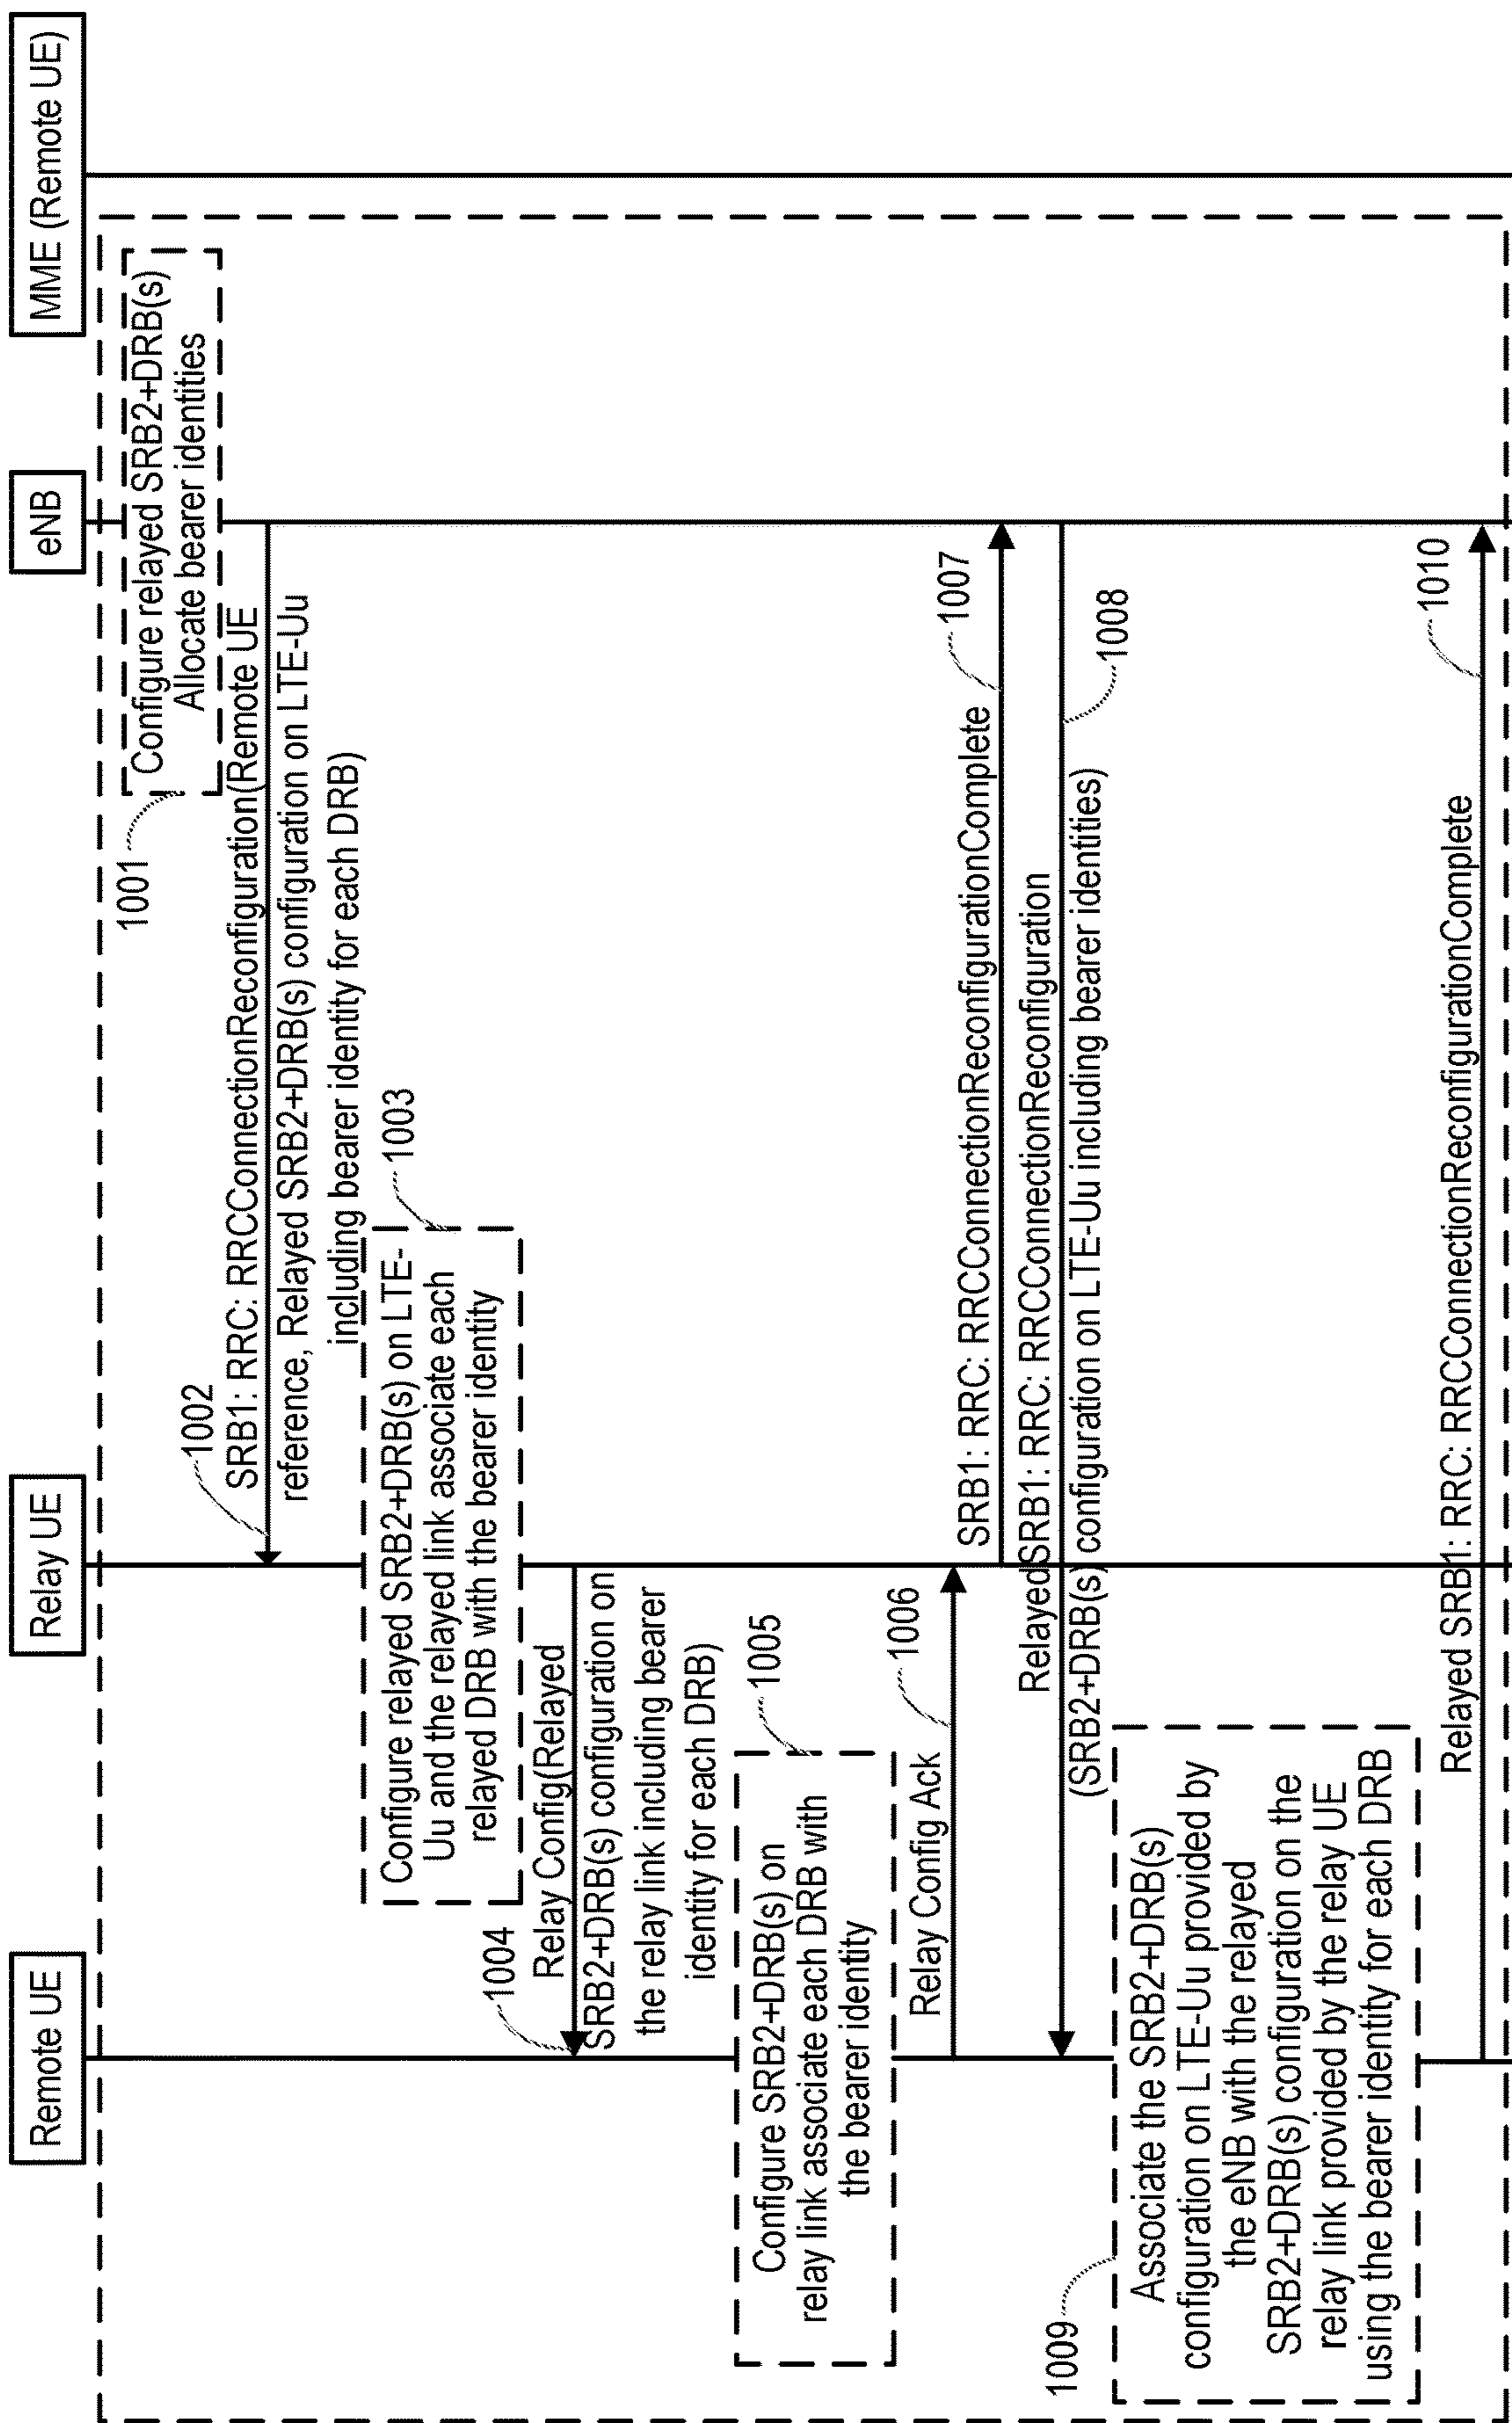 Remote UE
Relay UE
eNB
MME (Remote UE)
1001
Configure relayed SRB2+DRB(s)
Allocate bearer identities
1002
SRB1: RRC: RRCConnectionReconfiguration(Remote UE
reference, Relayed SRB2+DRB(s) configuration on LTE-Uu
including bearer identity for each DRB)
1003
Configure relayed SRB2+DRB(s) on LTE-
Uu and the relayed link associate each
relayed DRB with the bearer identity
1004
Relay Config(Relayed
SRB2+DRB(s) configuration on
the relay link including bearer
identity for each DRB)
1005
Configure SRB2+DRB(s) on
relay link associate each DRB with
the bearer identity
1006
Relay Config Ack
1007
SRB1: RRC: RRCConnectionReconfigurationComplete
1008
RelayedSRB1: RRC: RRCConnectionReconfiguration
(SRB2+DRB(s) configuration on LTE-Uu including bearer identities)
1009
Associate the SRB2+DRB(s)
configuration on LTE-Uu provided by
the eNB with the relayed
SRB2+DRB(s) configuration on the
relay link provided by the relay UE
using the bearer identity for each DRB
1010
Relayed SRB1: RRC: RRCConnectionReconfigurationComplete